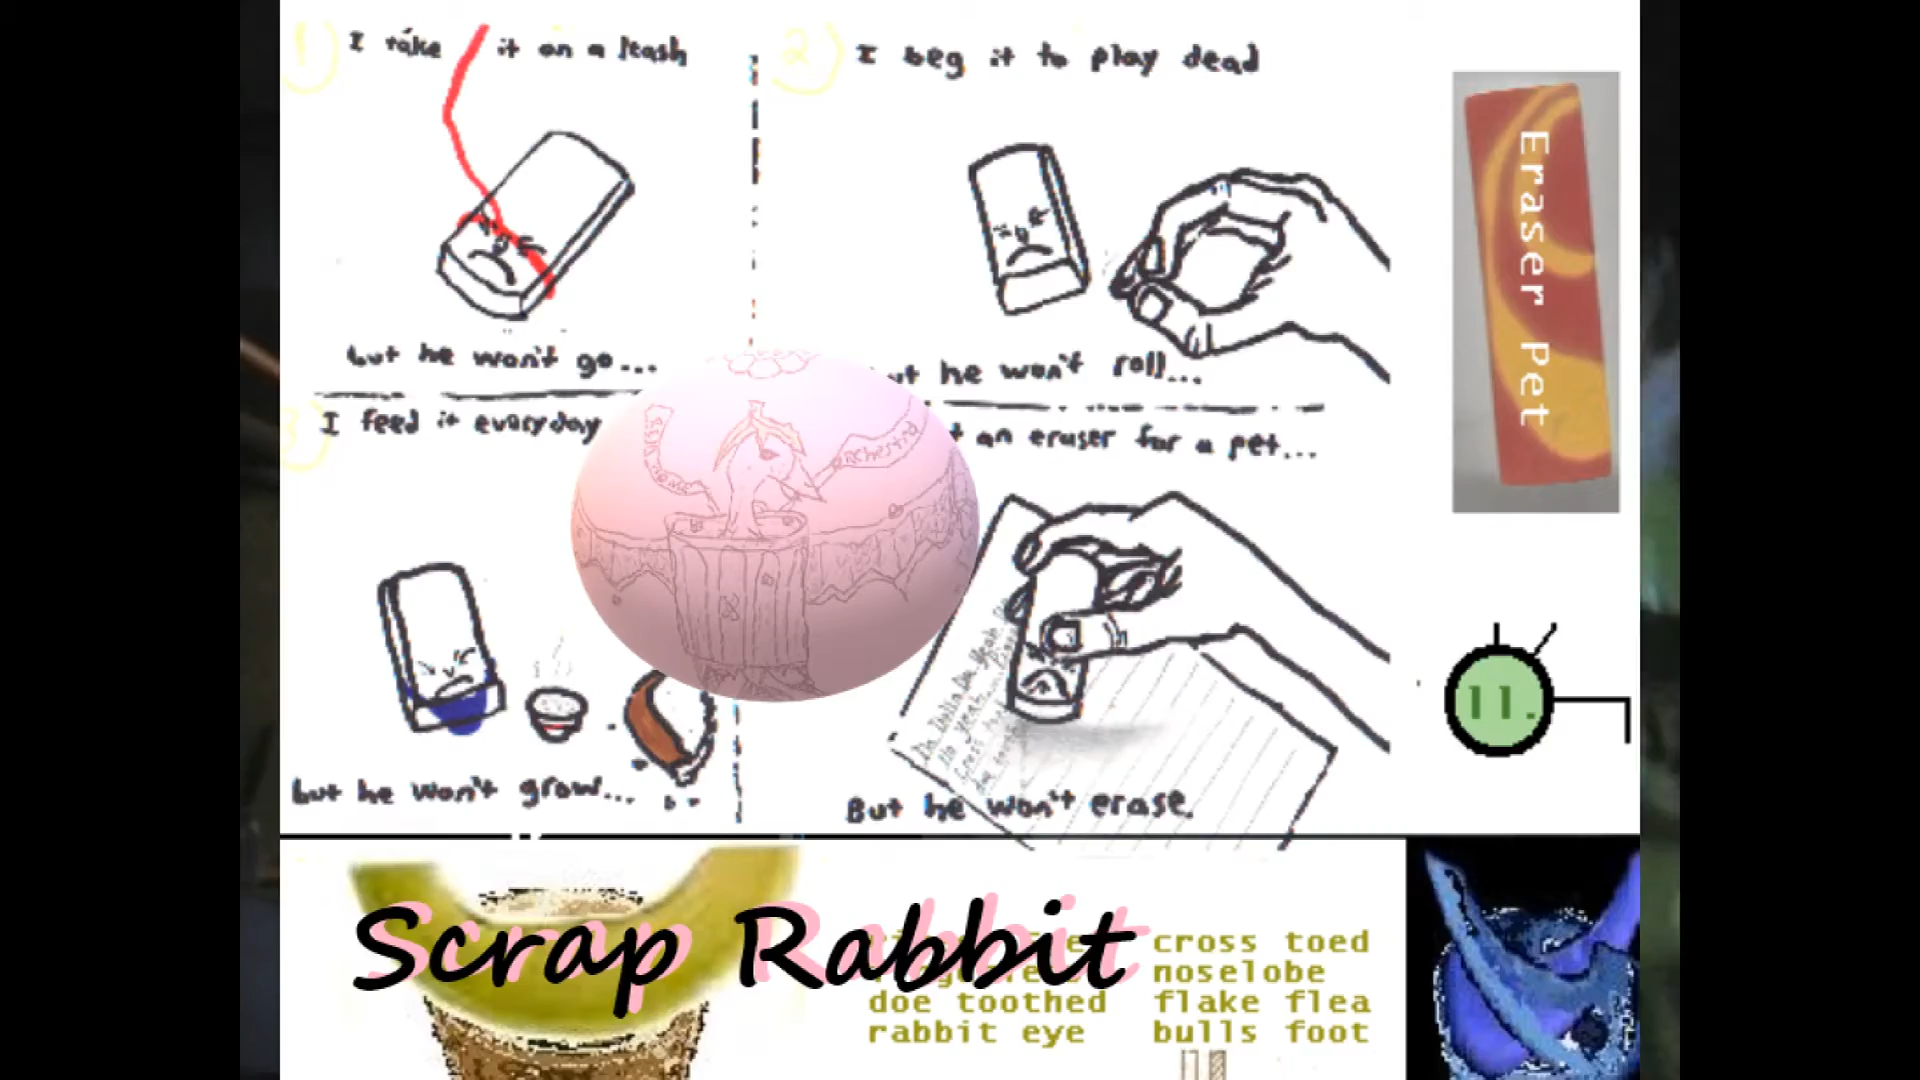 1) I take it on a leash
but he won't go...
2) I beg it to play dead
but he won't roll...
3) I feed it everyday
but he won't grow...
an eraser for a pet...
But he won't erase.
Eraser Pet
11.
Scrap Rabbit
doe toothed
rabbit eye
cross toed
noselobe
flake flea
bulls foot